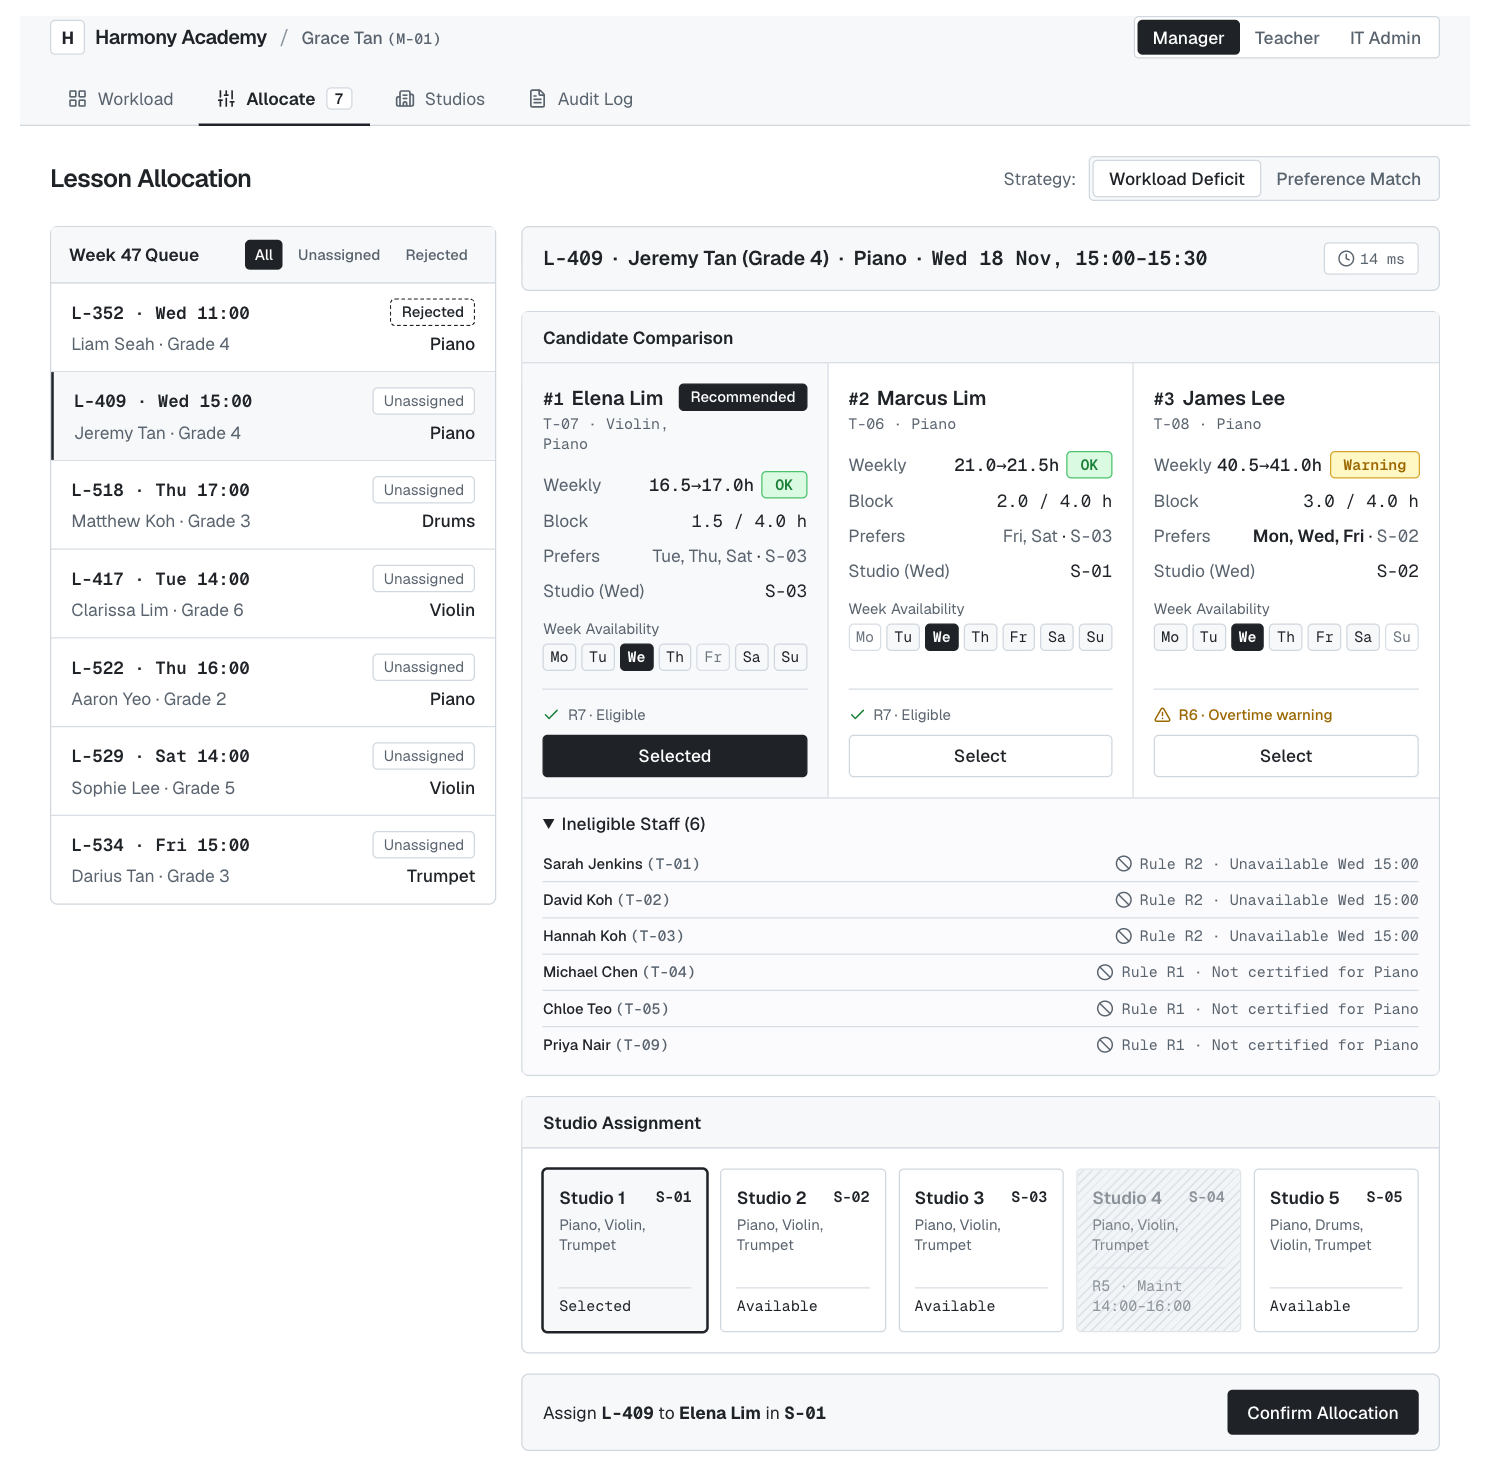 H Harmony Academy / Grace Tan (M-01)
Manager Teacher IT Admin
Workload Allocate 7 Studios Audit Log
Lesson Allocation
Strategy: Workload Deficit Preference Match
Week 47 Queue All Unassigned Rejected
L-352 · Wed 11:00 Rejected
Liam Seah · Grade 4 Piano
L-409 · Wed 15:00 Unassigned
Jeremy Tan · Grade 4 Piano
L-518 · Thu 17:00 Unassigned
Matthew Koh · Grade 3 Drums
L-417 · Tue 14:00 Unassigned
Clarissa Lim · Grade 6 Violin
L-522 · Thu 16:00 Unassigned
Aaron Yeo · Grade 2 Piano
L-529 · Sat 14:00 Unassigned
Sophie Lee · Grade 5 Violin
L-534 · Fri 15:00 Unassigned
Darius Tan · Grade 3 Trumpet
L-409 · Jeremy Tan (Grade 4) · Piano · Wed 18 Nov, 15:00–15:30 14 ms
Candidate Comparison
#1 Elena Lim Recommended
T-07 · Violin,
Piano
Weekly 16.5→17.0h OK
Block 1.5 / 4.0 h
Prefers Tue, Thu, Sat · S-03
Studio (Wed) S-03
Week Availability
Mo Tu We Th Fr Sa Su
R7 · Eligible
Selected
#2 Marcus Lim
T-06 · Piano
Weekly 21.0→21.5h OK
Block 2.0 / 4.0 h
Prefers Fri, Sat · S-03
Studio (Wed) S-01
Week Availability
Mo Tu We Th Fr Sa Su
R7 · Eligible
Select
#3 James Lee
T-08 · Piano
Weekly 40.5→41.0h Warning
Block 3.0 / 4.0 h
Prefers Mon, Wed, Fri · S-02
Studio (Wed) S-02
Week Availability
Mo Tu We Th Fr Sa Su
R6 · Overtime warning
Select
▼ Ineligible Staff (6)
Sarah Jenkins (T-01) Rule R2 · Unavailable Wed 15:00
David Koh (T-02) Rule R2 · Unavailable Wed 15:00
Hannah Koh (T-03) Rule R2 · Unavailable Wed 15:00
Michael Chen (T-04) Rule R1 · Not certified for Piano
Chloe Teo (T-05) Rule R1 · Not certified for Piano
Priya Nair (T-09) Rule R1 · Not certified for Piano
Studio Assignment
Studio 1 S-01
Piano, Violin,
Trumpet
Selected
Studio 2 S-02
Piano, Violin,
Trumpet
Available
Studio 3 S-03
Piano, Violin,
Trumpet
Available
Studio 4 S-04
Piano, Violin,
Trumpet
R5 · Maint
14:00–16:00
Studio 5 S-05
Piano, Drums,
Violin, Trumpet
Available
Assign L-409 to Elena Lim in S-01
Confirm Allocation